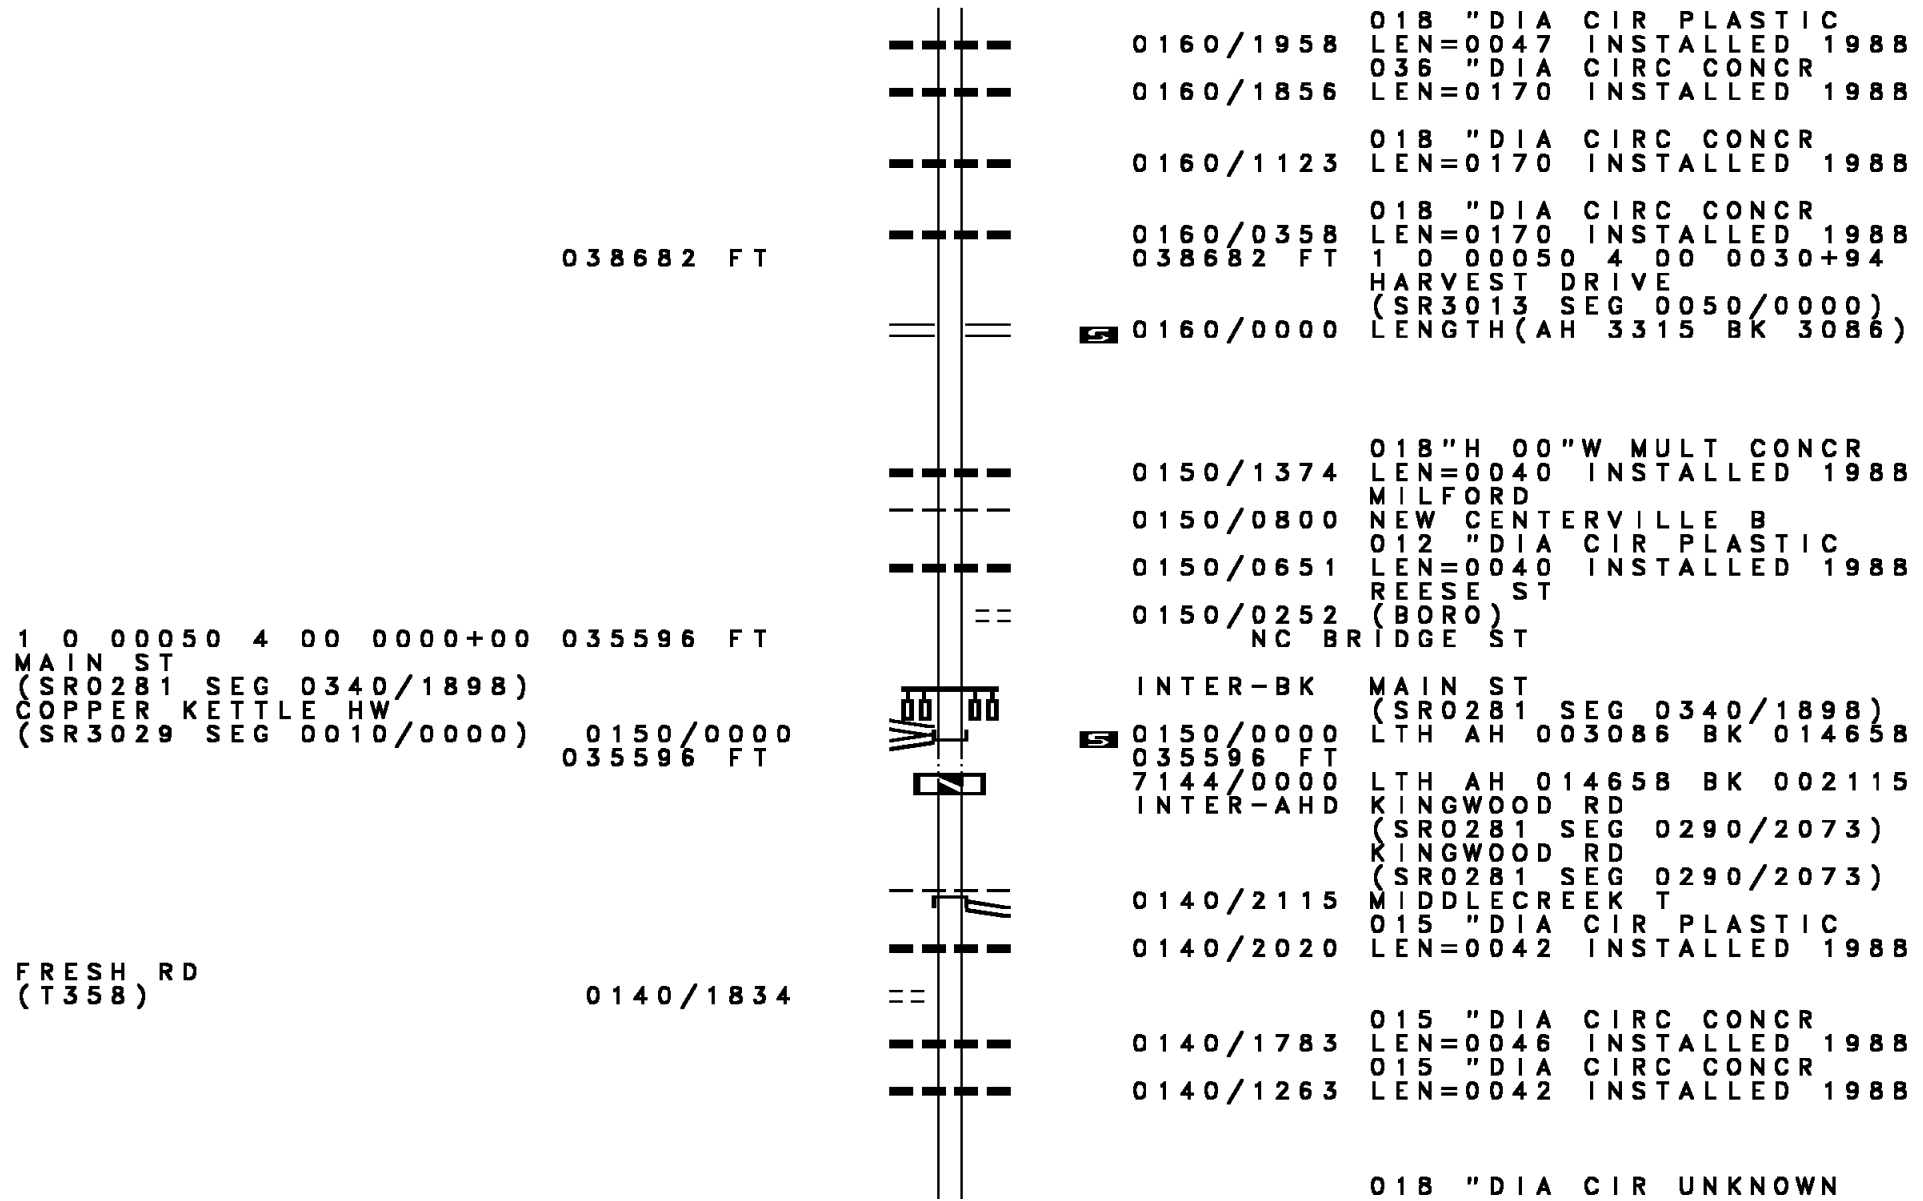 018 "DIA CIR PLASTIC
0160/1958 LEN=0047 INSTALLED 1988
036 "DIA CIRC CONCR
0160/1856 LEN=0170 INSTALLED 1988
018 "DIA CIRC CONCR
0160/1123 LEN=0170 INSTALLED 1988
018 "DIA CIRC CONCR
0160/0358 LEN=0170 INSTALLED 1988
038682 FT 038682 FT 1 0 00050 4 00 0030+94
HARVEST DRIVE
(SR3013 SEG 0050/0000)
S 0160/0000 LENGTH(AH 3315 BK 3086)
018"H 00"W MULT CONCR
0150/1374 LEN=0040 INSTALLED 1988
MILFORD
0150/0800 NEW CENTERVILLE B
012 "DIA CIR PLASTIC
0150/0651 LEN=0040 INSTALLED 1988
REESE ST
0150/0252 (BORO)
1 0 00050 4 00 0000+00 035596 FT NC BRIDGE ST
MAIN ST
(SR0281 SEG 0340/1898) INTER-BK MAIN ST
COPPER KETTLE HW (SR0281 SEG 0340/1898)
(SR3029 SEG 0010/0000) 0150/0000 S 0150/0000 LTH AH 003086 BK 014658
035596 FT 035596 FT
7144/0000 LTH AH 014658 BK 002115
INTER-AHD KINGWOOD RD
(SR0281 SEG 0290/2073)
KINGWOOD RD
(SR0281 SEG 0290/2073)
0140/2115 MIDDLECREEK T
015 "DIA CIR PLASTIC
0140/2020 LEN=0042 INSTALLED 1988
FRESH RD
(T358) 0140/1834
015 "DIA CIRC CONCR
0140/1783 LEN=0046 INSTALLED 1988
015 "DIA CIRC CONCR
0140/1263 LEN=0042 INSTALLED 1988
018 "DIA CIR UNKNOWN